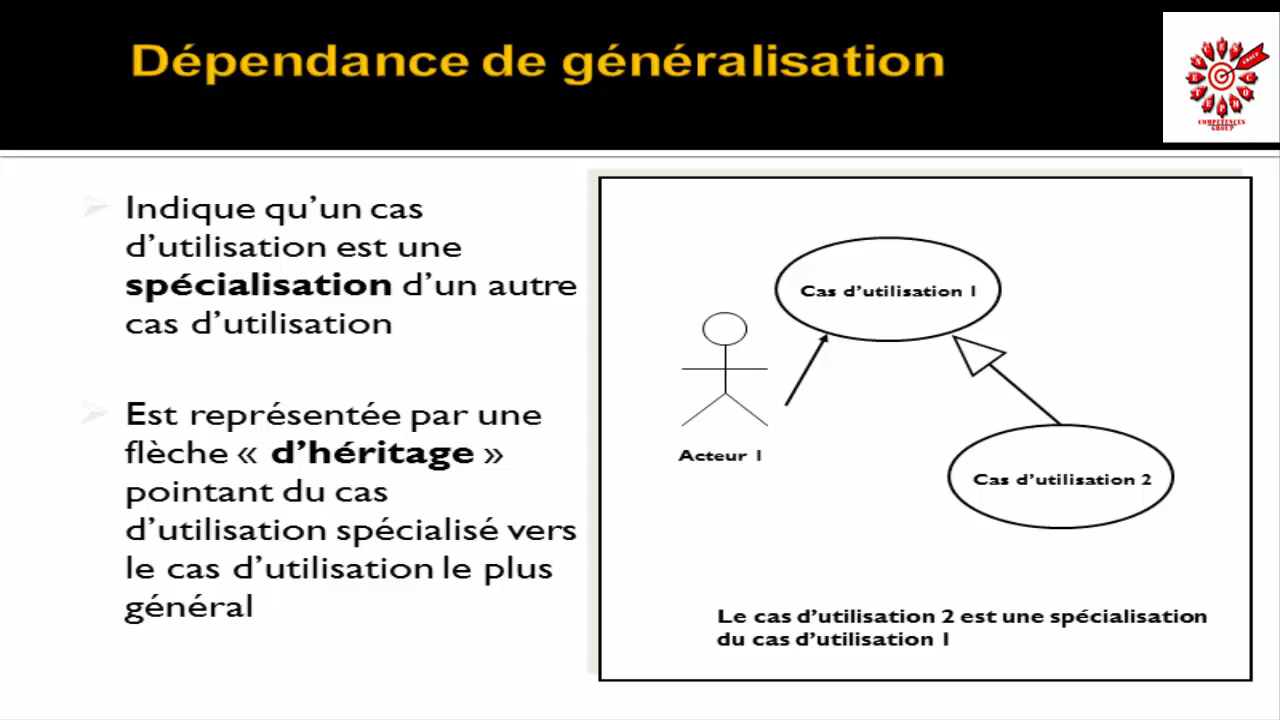 Dépendance de généralisation
COMPÉTENCES
GROUP
Indique qu'un cas
d'utilisation est une
spécialisation d'un autre
cas d'utilisation
Est représentée par une
flèche « d'héritage »
pointant du cas
d'utilisation spécialisé vers
le cas d'utilisation le plus
général
Cas d'utilisation 1
Acteur 1
Cas d'utilisation 2
Le cas d'utilisation 2 est une spécialisation
du cas d'utilisation 1